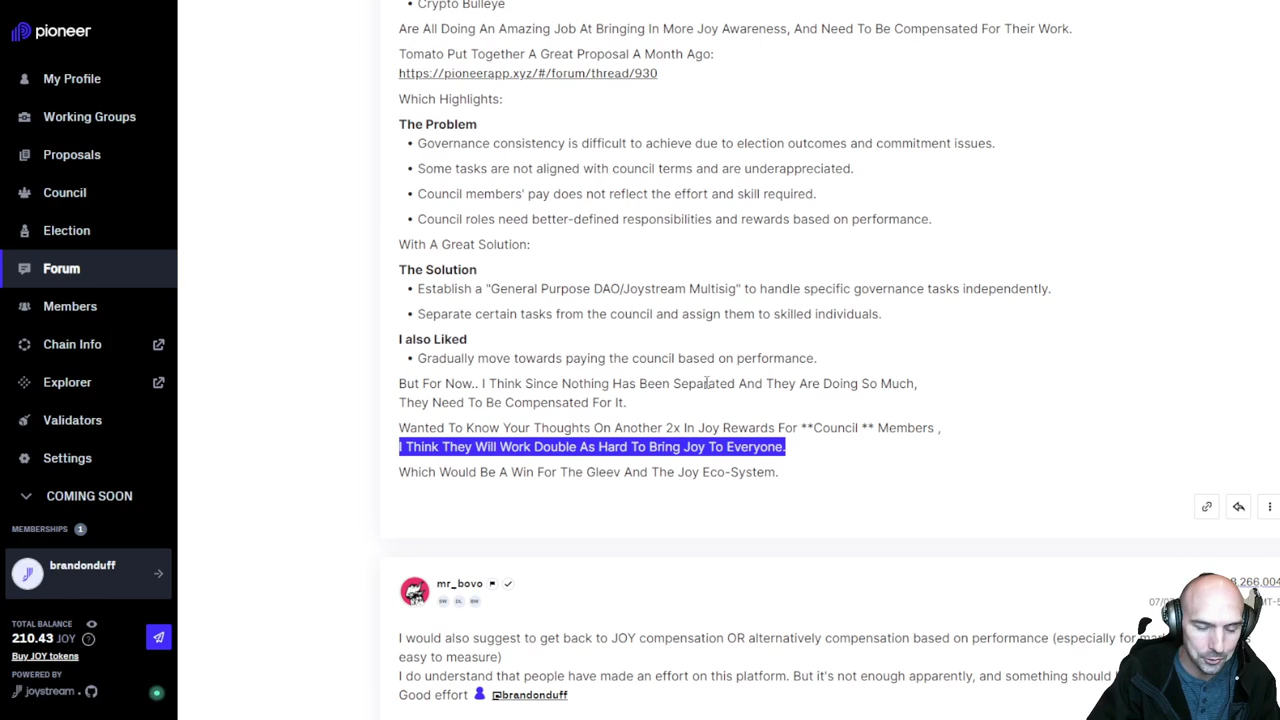 pioneer
My Profile
Working Groups
Proposals
Council
Election
Forum
Members
Chain Info
Explorer
Validators
Settings
COMING SOON
MEMBERSHIPS 1
brandonduff
TOTAL BALANCE
210.43 JOY ?
Buy JOY tokens
POWERED BY
joystream
• Crypto Bulleye
Are All Doing An Amazing Job At Bringing In More Joy Awareness, And Need To Be Compensated For Their Work.
Tomato Put Together A Great Proposal A Month Ago:
https://pioneerapp.xyz/#/forum/thread/930
Which Highlights:
The Problem
• Governance consistency is difficult to achieve due to election outcomes and commitment issues.
• Some tasks are not aligned with council terms and are underappreciated.
• Council members' pay does not reflect the effort and skill required.
• Council roles need better-defined responsibilities and rewards based on performance.
With A Great Solution:
The Solution
• Establish a "General Purpose DAO/Joystream Multisig" to handle specific governance tasks independently.
• Separate certain tasks from the council and assign them to skilled individuals.
I also Liked
• Gradually move towards paying the council based on performance.
But For Now.. I Think Since Nothing Has Been Separated And They Are Doing So Much,
They Need To Be Compensated For It.
Wanted To Know Your Thoughts On Another 2x In Joy Rewards For **Council ** Members ,
I Think They Will Work Double As Hard To Bring Joy To Everyone.
Which Would Be A Win For The Gleev And The Joy Eco-System.
mr_bovo
SW DL BW
8,266,004
I would also suggest to get back to JOY compensation OR alternatively compensation based on performance (especially for
easy to measure)
I do understand that people have made an effort on this platform. But it's not enough apparently, and something should
Good effort @brandonduff